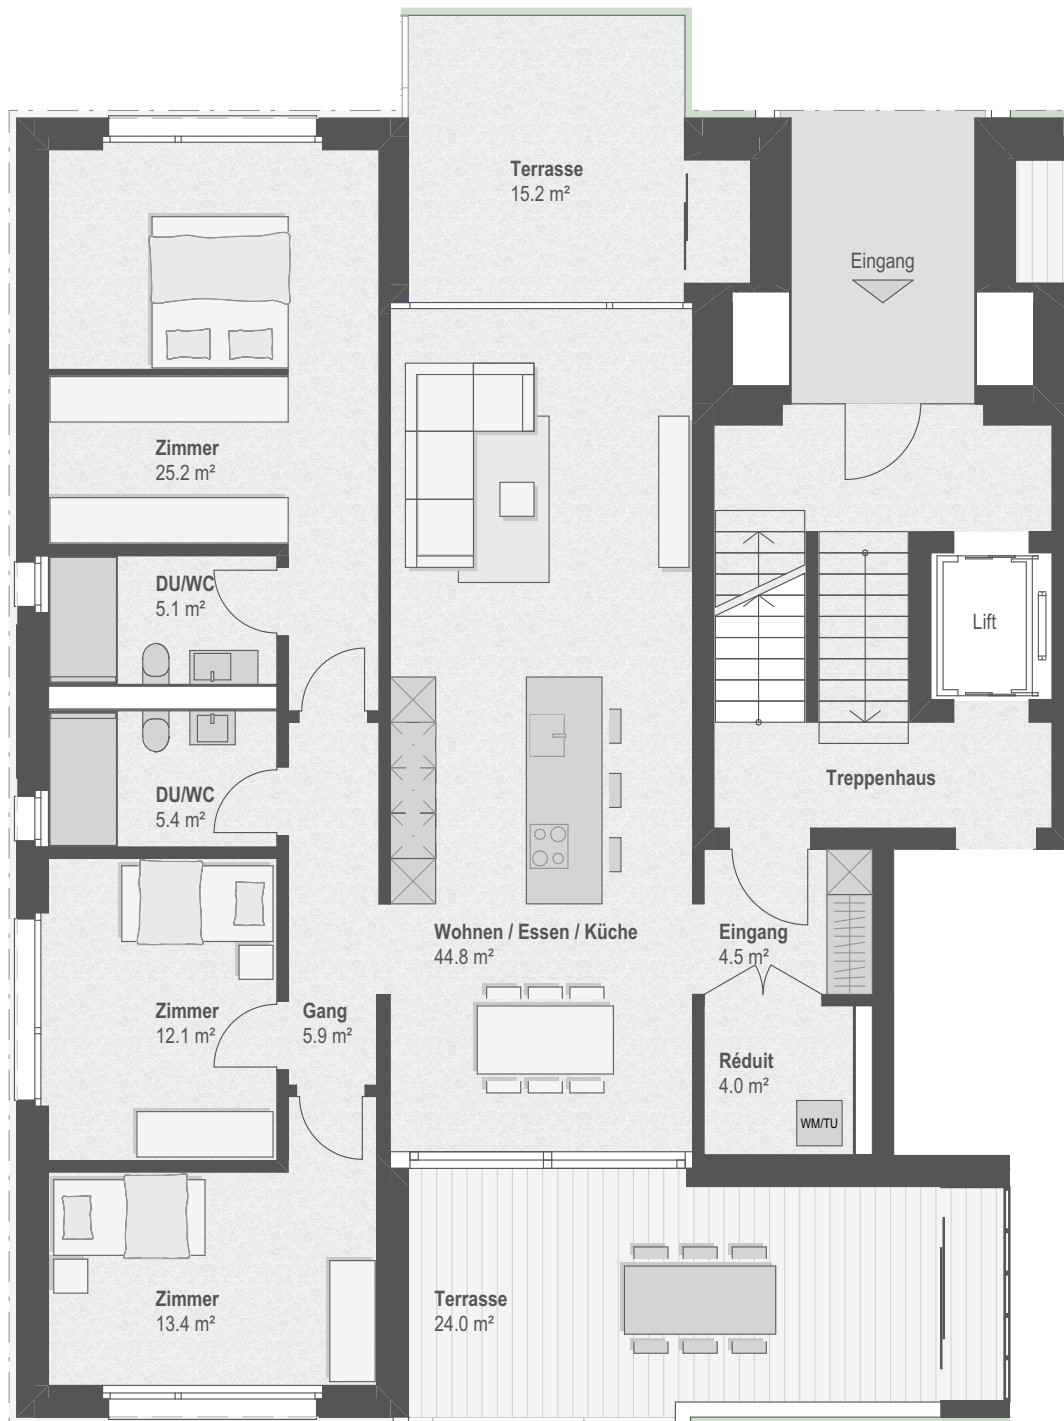 Terrasse
15.2 m²
Eingang
Zimmer
25.2 m²
DU/WC
5.1 m²
Lift
Treppenhaus
DU/WC
5.4 m²
Wohnen / Essen / Küche
44.8 m²
Eingang
4.5 m²
Zimmer
12.1 m²
Gang
5.9 m²
Réduit
4.0 m²
WM/TU
Zimmer
13.4 m²
Terrasse
24.0 m²